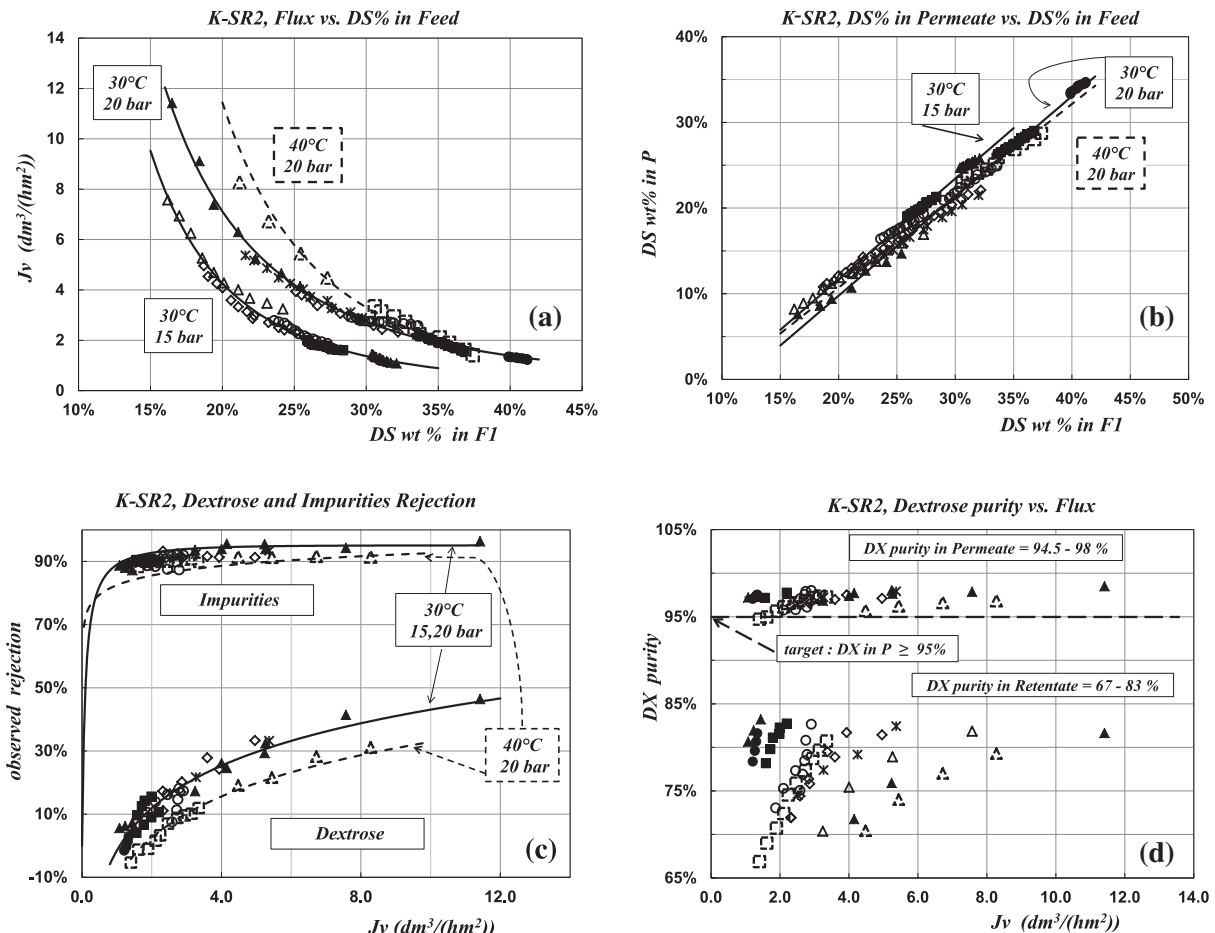 K-SR2, Flux vs. DS% in Feed
Jv (dm³/(hm²))
14
12
10
8
6
4
2
0
30°C
20 bar
40°C
20 bar
30°C
15 bar
(a)
10% 15% 20% 25% 30% 35% 40% 45%
DS wt % in F1
K-SR2, DS% in Permeate vs. DS% in Feed
DS wt% in P
40%
30%
20%
10%
0%
30°C
15 bar
30°C
20 bar
40°C
20 bar
(b)
10% 15% 20% 25% 30% 35% 40% 45% 50%
DS wt% in F1
K-SR2, Dextrose and Impurities Rejection
observed rejection
90%
70%
50%
30%
10%
-10%
Impurities
30°C
15,20 bar
40°C
20 bar
Dextrose
(c)
0.0 4.0 8.0 12.0
Jv (dm³/(hm²))
K-SR2, Dextrose purity vs. Flux
DX purity
105%
95%
85%
75%
65%
DX purity in Permeate = 94.5 - 98 %
target : DX in P ≥ 95%
DX purity in Retentate = 67 - 83 %
(d)
0.0 2.0 4.0 6.0 8.0 10.0 12.0 14.0
Jv (dm³/(hm²))